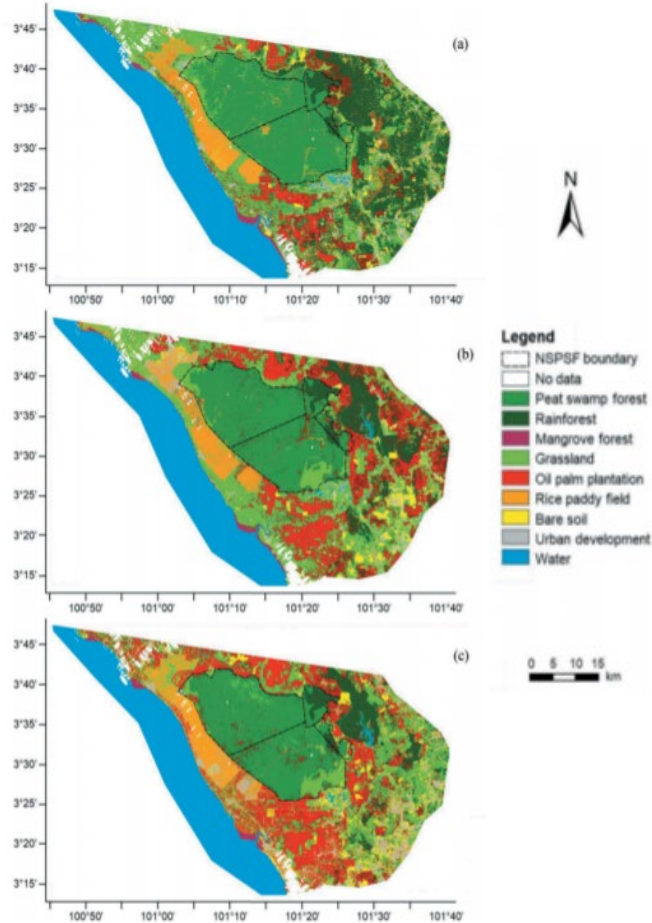 (a)
3°45'
3°40'
3°35'
3°30'
3°25'
3°20'
3°15'
100°50' 101°00' 101°10' 101°20' 101°30' 101°40'
N
(b)
3°45'
3°40'
3°35'
3°30'
3°25'
3°20'
3°15'
100°50' 101°00' 101°10' 101°20' 101°30' 101°40'
Legend
NSPSF boundary
No data
Peat swamp forest
Rainforest
Mangrove forest
Grassland
Oil palm plantation
Rice paddy field
Bare soil
Urban development
Water
(c)
3°45'
3°40'
3°35'
3°30'
3°25'
3°20'
3°15'
100°50' 101°00' 101°10' 101°20' 101°30' 101°40'
0 5 10 15
km